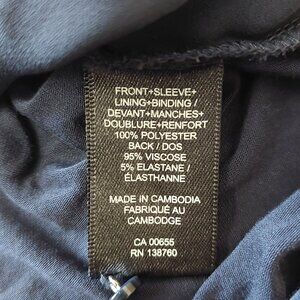 FRONT+SLEEVE+
LINING+BINDING /
DEVANT+MANCHES+
DOUBLURE+RENFORT
100% POLYESTER
BACK / DOS
95% VISCOSE
5% ELASTANE /
ÉLASTHANNE
MADE IN CAMBODIA
FABRIQUÉ AU
CAMBODGE
CA 00655
RN 138760